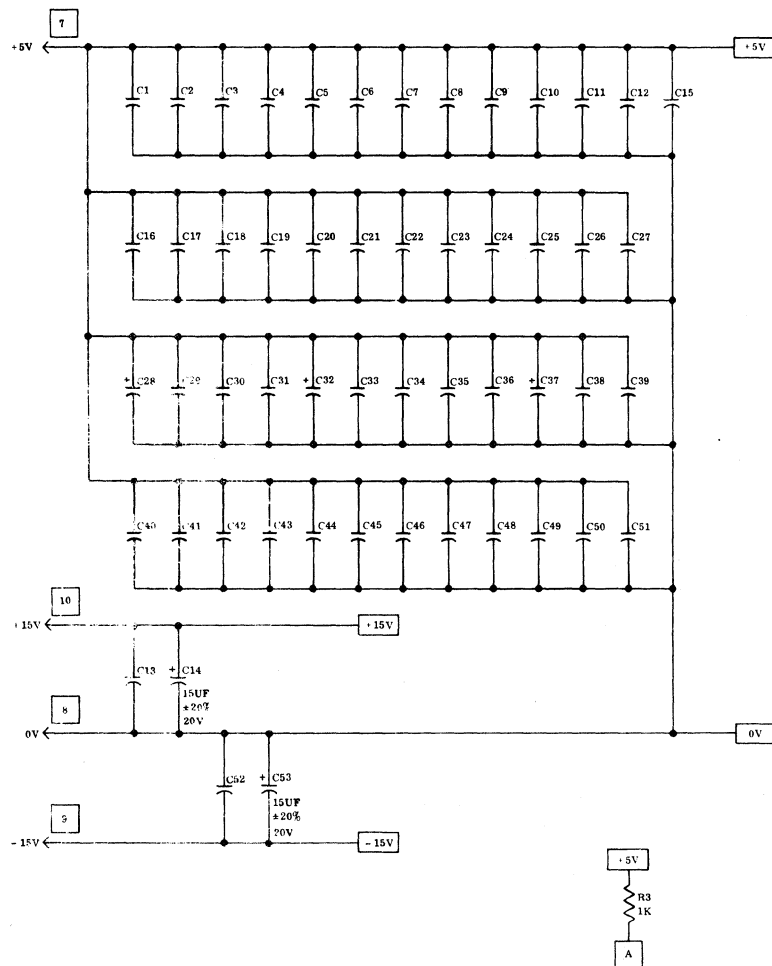 7
+5V
+5V
C1 C2 C3 C4 C5 C6 C7 C8 C9 C10 C11 C12 C15
C16 C17 C18 C19 C20 C21 C22 C23 C24 C25 C26 C27
+ C28 C29 C30 C31 + C32 C33 C34 C35 C36 + C37 C38 C39
C40 C41 C42 C43 C44 C45 C46 C47 C48 C49 C50 C51
10
+15V
+15V
C13 + C14
15UF
±20%
20V
8
0V
0V
C52 + C53
15UF
±20%
20V
9
-15V
-15V
+5V
R3
1K
A